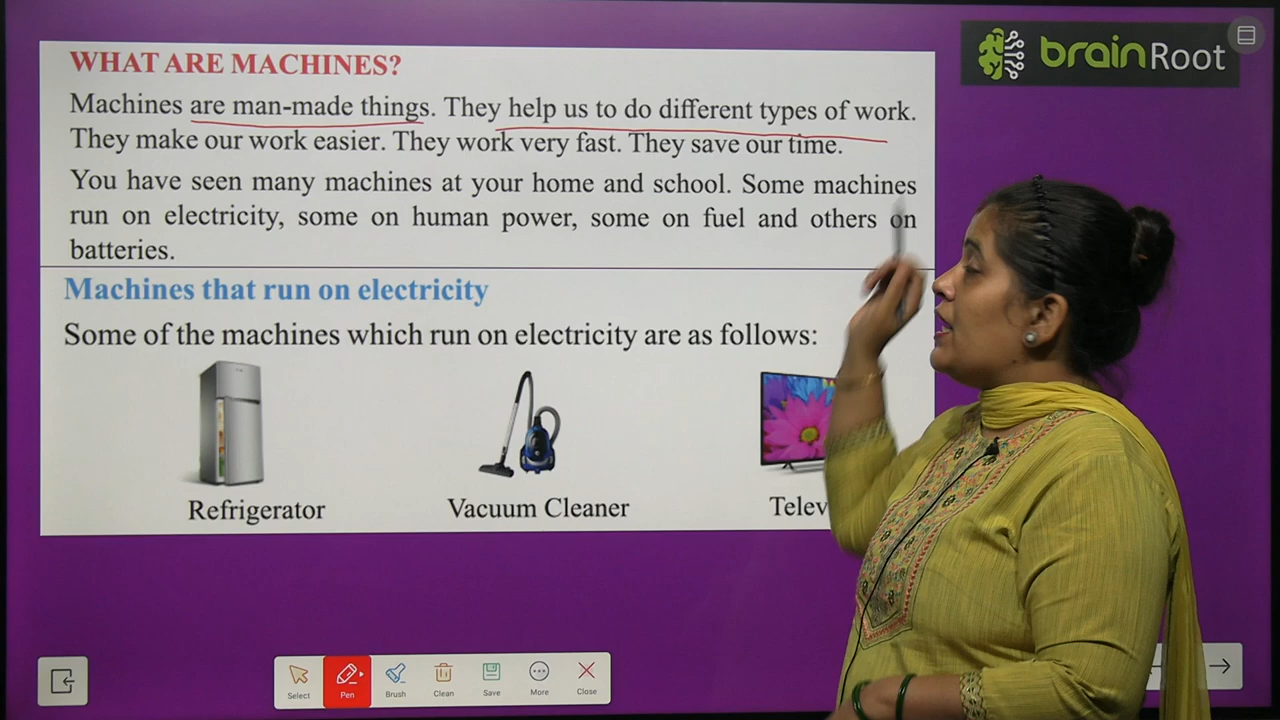 brainRoot
WHAT ARE MACHINES?
Machines are man-made things. They help us to do different types of work.
They make our work easier. They work very fast. They save our time.
You have seen many machines at your home and school. Some machines
run on electricity, some on human power, some on fuel and others on
batteries.
Machines that run on electricity
Some of the machines which run on electricity are as follows:
Refrigerator Vacuum Cleaner Telev
Select Pen Brush Clean Save More Close